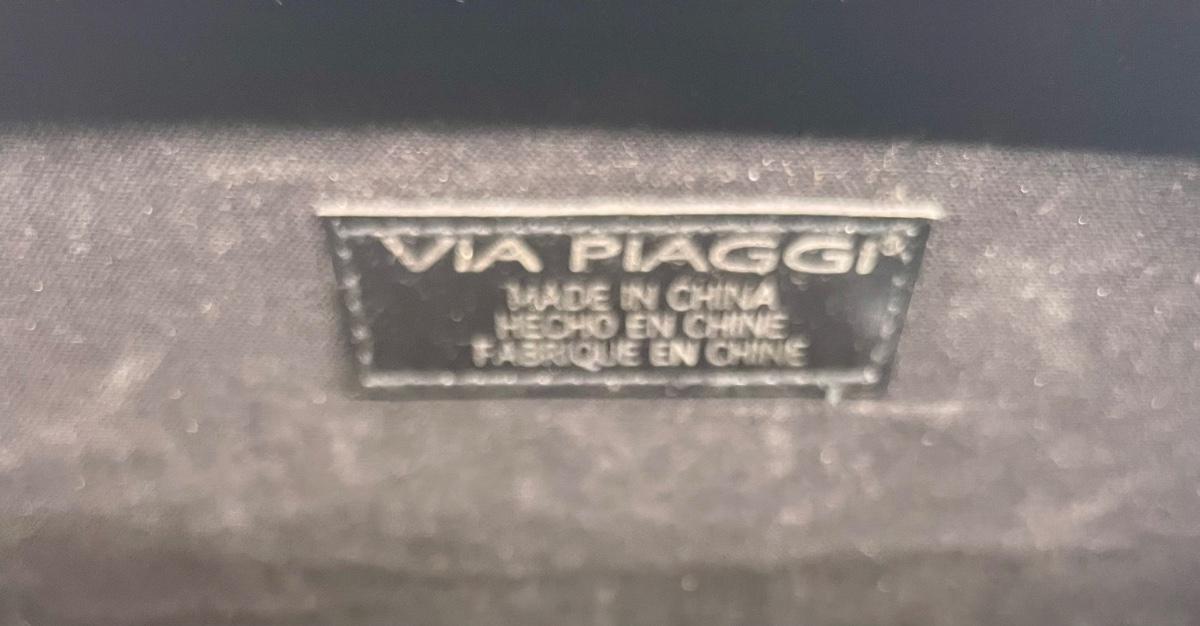 VIA PIAGGI®
MADE IN CHINA
HECHO EN CHINE
FABRIQUE EN CHINE